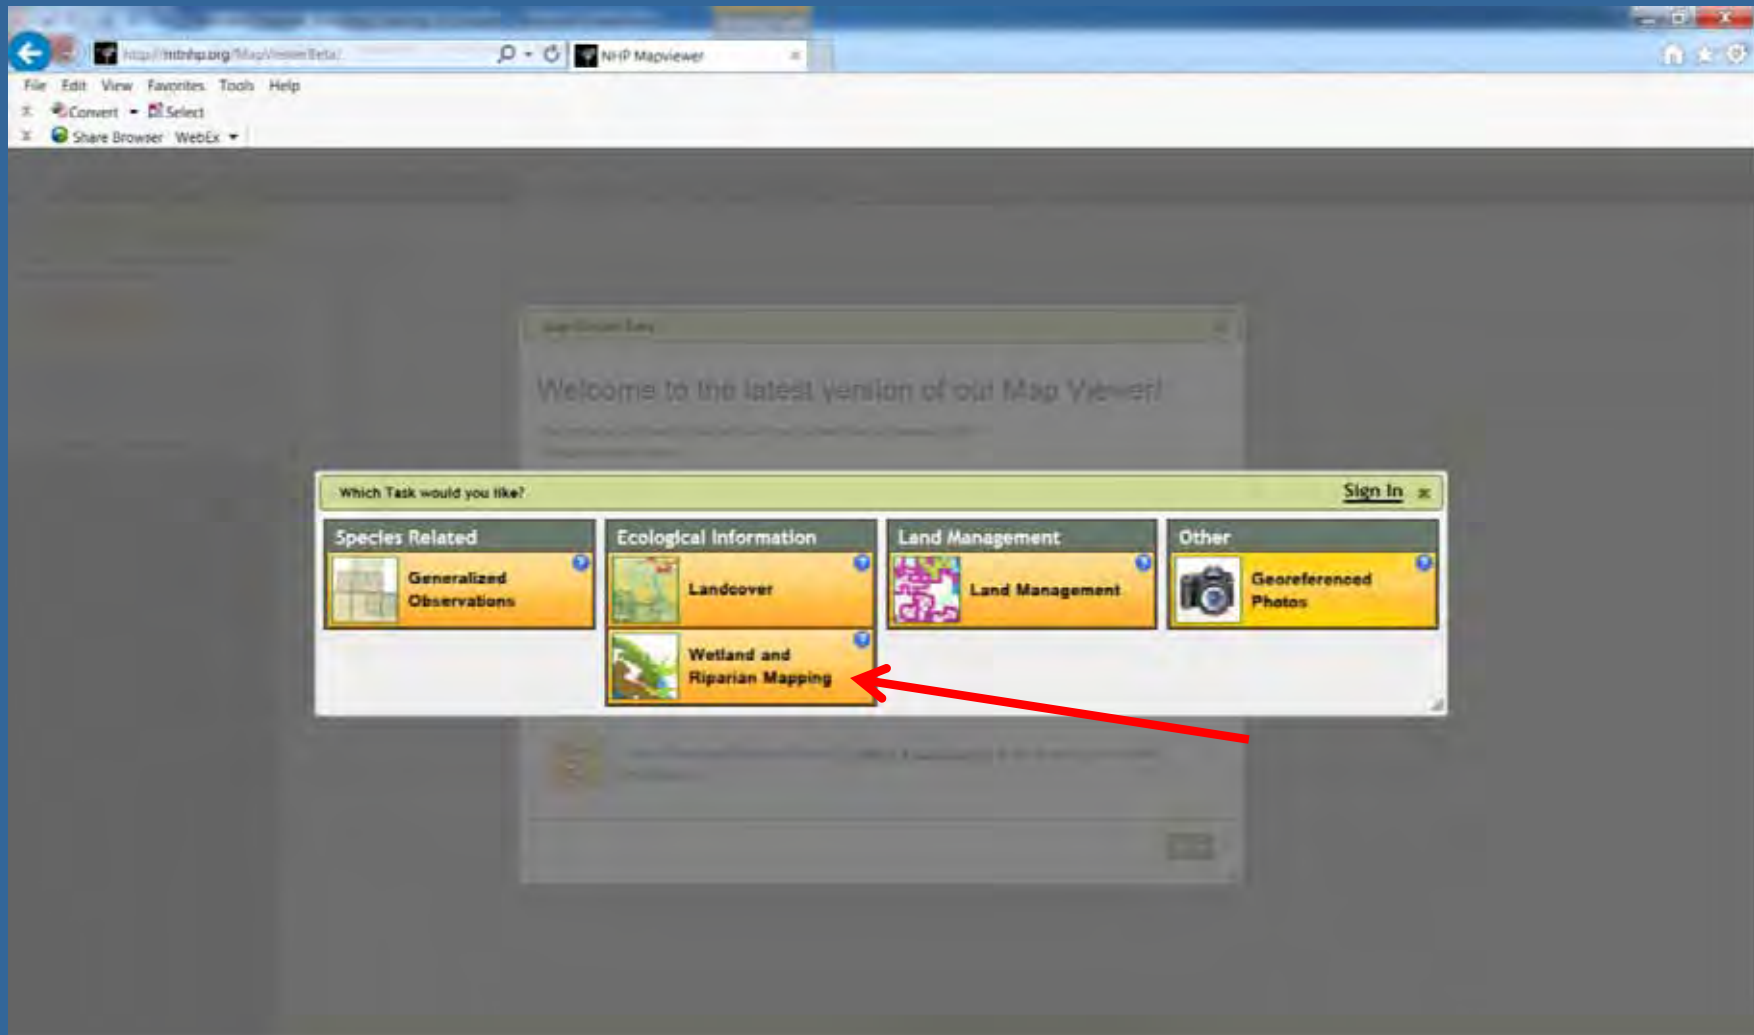 http://mtnhp.org/MapViewerBeta/
NHP Mapviewer
File Edit View Favorites Tools Help
x Convert Select
x Share Browser WebEx
Welcome to the latest version of our Map Viewer!
Which Task would you like?
Sign In x
Species Related
Generalized
Observations
Ecological Information
Landcover
Wetland and
Riparian Mapping
Land Management
Land Management
Other
Georeferenced
Photos